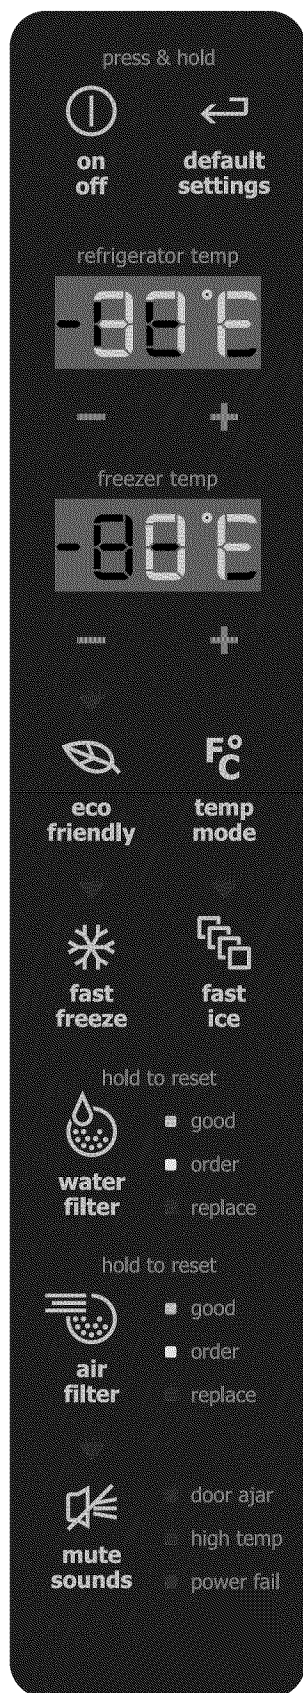 press & hold
on off
default settings
refrigerator temp
37°F
− +
freezer temp
0°F
− +
eco friendly
F°C
temp mode
fast freeze
fast ice
hold to reset
water filter
good
order
replace
hold to reset
air filter
good
order
replace
mute sounds
door ajar
high temp
power fail